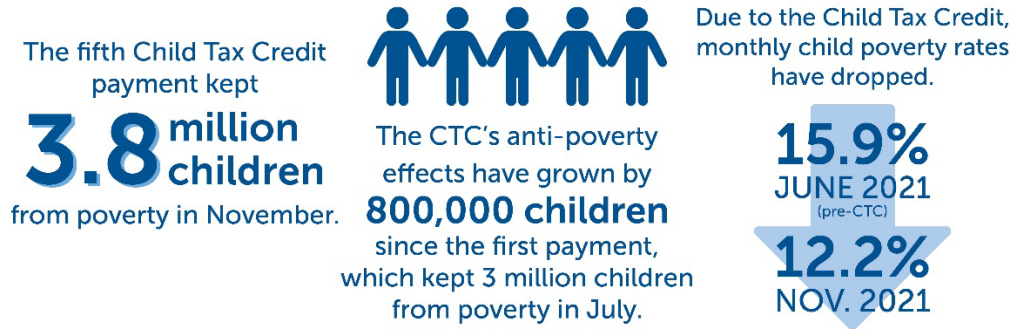 The fifth Child Tax Credit
payment kept
3.8 million
children
from poverty in November.
The CTC's anti-poverty
effects have grown by
800,000 children
since the first payment,
which kept 3 million children
from poverty in July.
Due to the Child Tax Credit,
monthly child poverty rates
have dropped.
15.9%
JUNE 2021
(pre-CTC)
12.2%
NOV. 2021